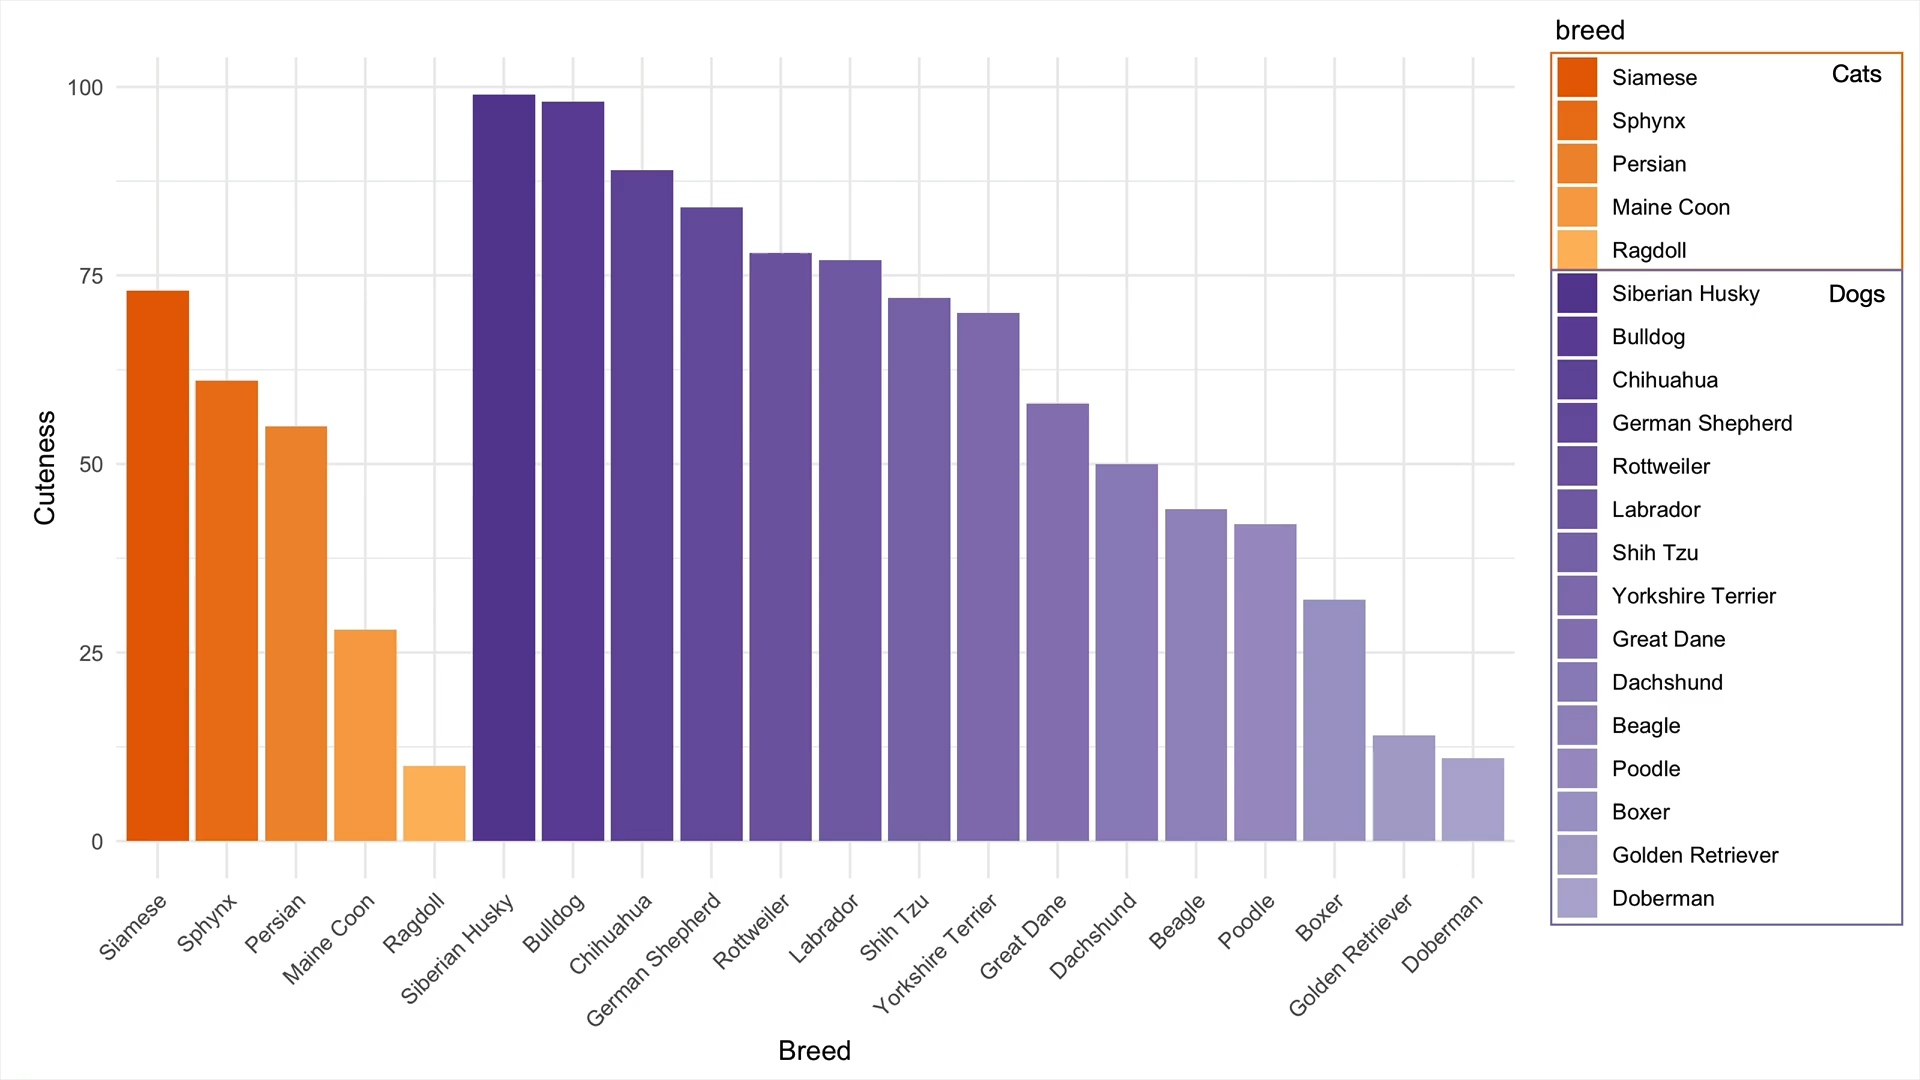 breed
Siamese
Cats
Sphynx
Persian
Maine Coon
Ragdoll
Siberian Husky
Dogs
Bulldog
Chihuahua
German Shepherd
Rottweiler
Labrador
Shih Tzu
Yorkshire Terrier
Great Dane
Dachshund
Beagle
Poodle
Boxer
Golden Retriever
Doberman
Cuteness
100
75
50
25
0
Siamese
Sphynx
Persian
Maine Coon
Ragdoll
Siberian Husky
Bulldog
Chihuahua
German Shepherd
Rottweiler
Labrador
Shih Tzu
Yorkshire Terrier
Great Dane
Dachshund
Beagle
Poodle
Boxer
Golden Retriever
Doberman
Breed